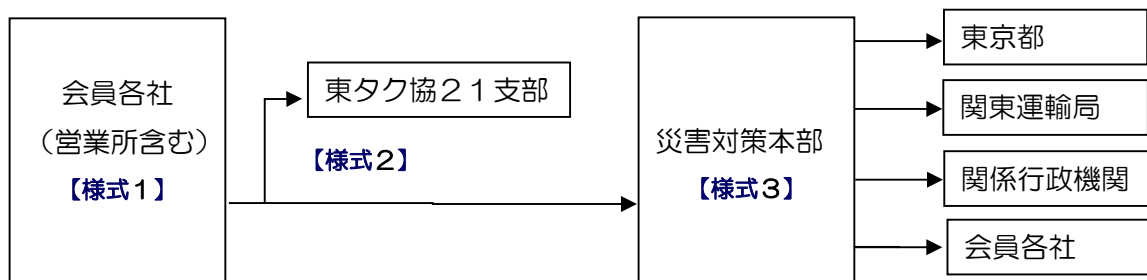 会員各社
（営業所含む）
【様式１】
東タク協２１支部
【様式２】
災害対策本部
【様式３】
東京都
関東運輸局
関係行政機関
会員各社